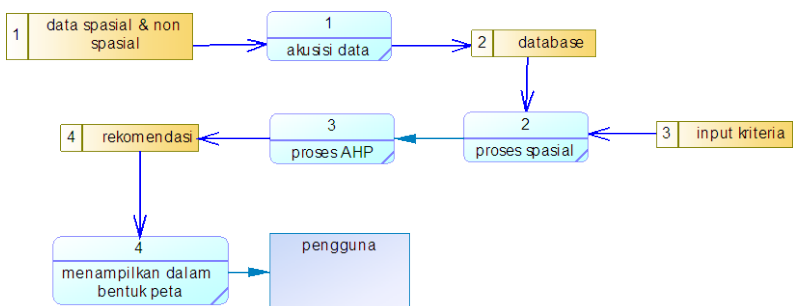 1
data spasial & non
spasial
1
akusisi data
2 database
4 rekomendasi
3
proses AHP
2
proses spasial
3 input kriteria
4
menampilkan dalam
bentuk peta
pengguna